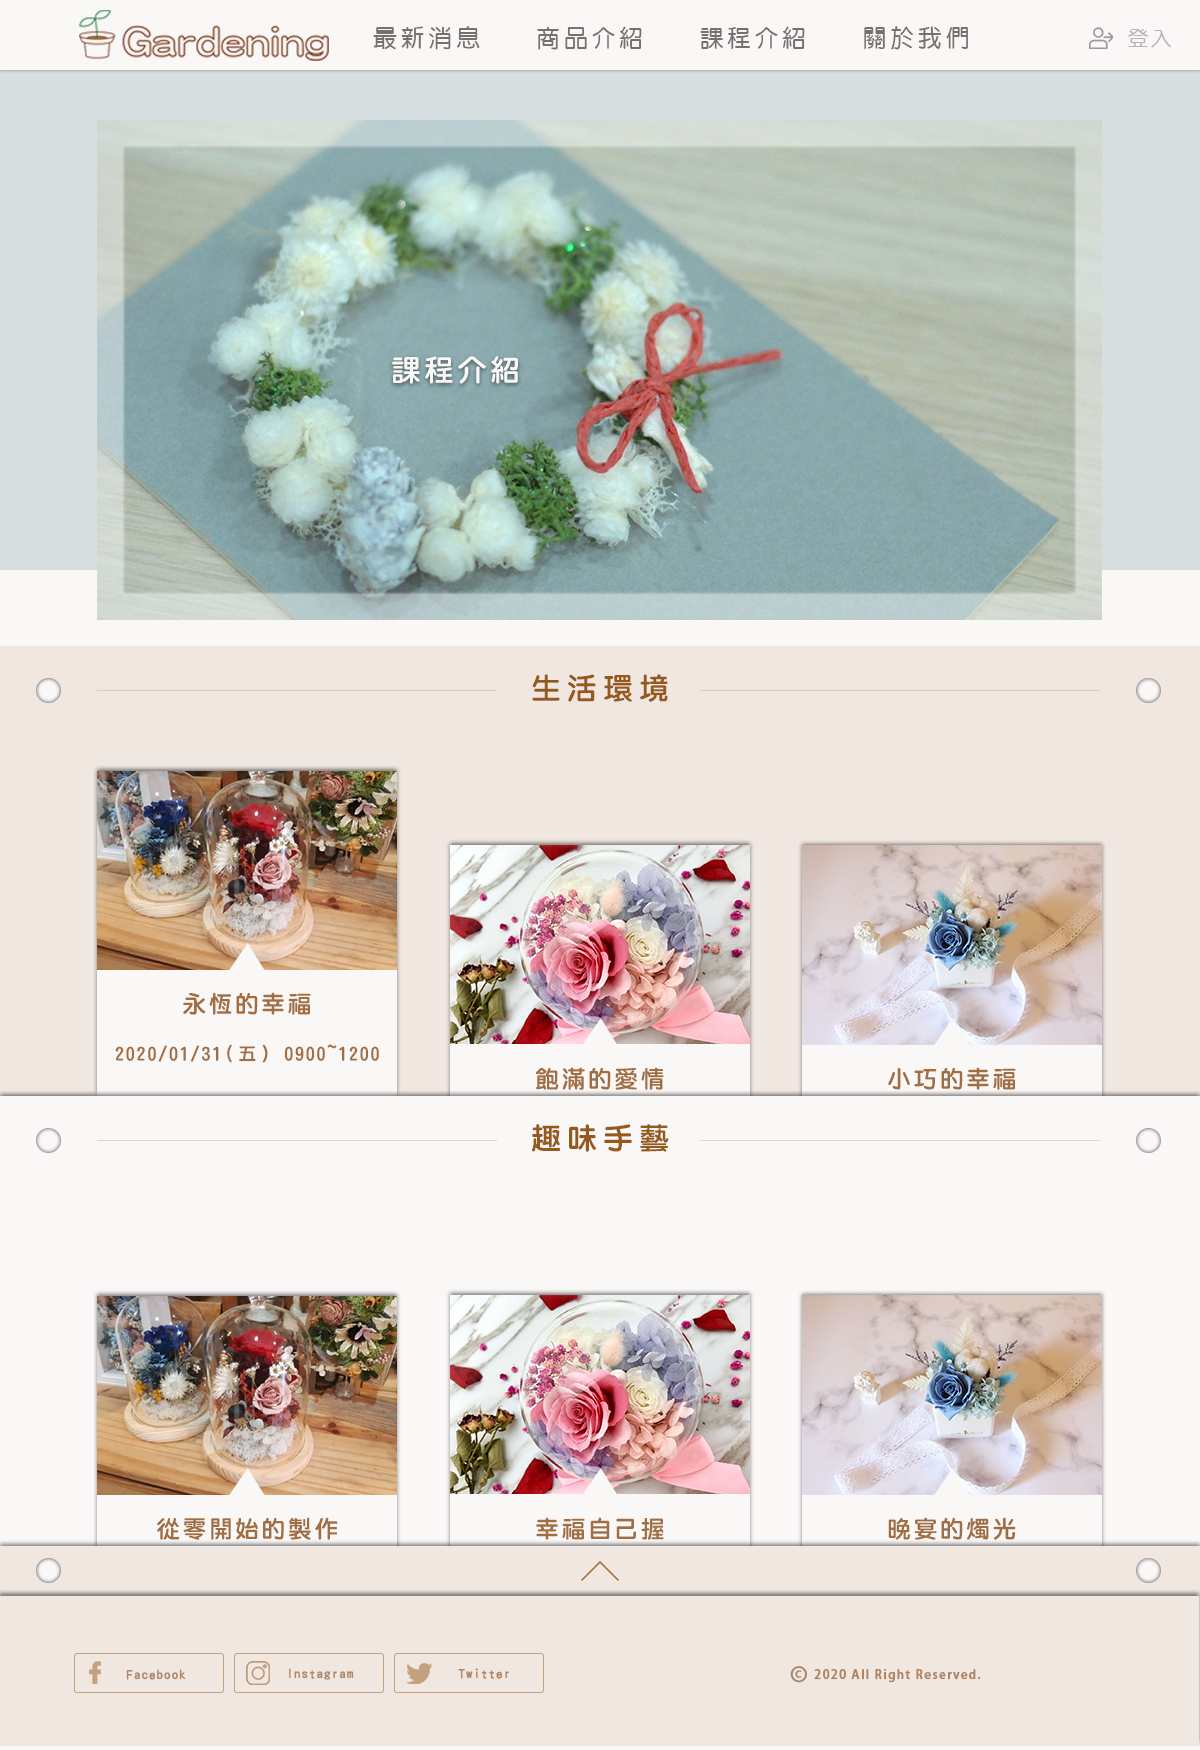 Gardening
最新消息
商品介紹
課程介紹
關於我們
登入
課程介紹
生活環境
永恆的幸福
2020/01/31(五) 0900~1200
飽滿的愛情
小巧的幸福
趣味手藝
從零開始的製作
幸福自己握
晚宴的燭光
Facebook
Instagram
Twitter
© 2020 All Right Reserved.